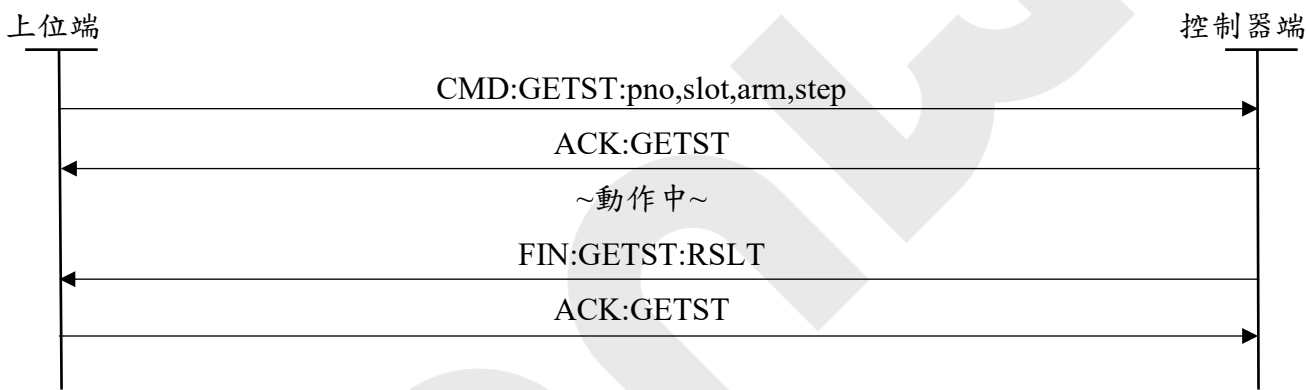 上位端
控制器端
CMD:GETST:pno,slot,arm,step
ACK:GETST
~動作中~
FIN:GETST:RSLT
ACK:GETST